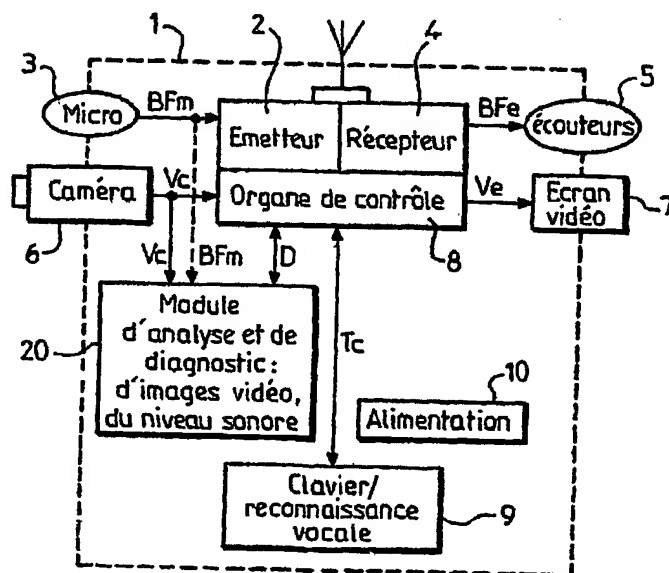 1
2
4
3
5
Micro
BFm
Emetteur
Récepteur
BFe
écouteurs
Caméra
Vc
Organe de contrôle
Ve
Ecran
vidéo
7
6
8
Vc
BFm
D
Module
d'analyse et de
diagnostic:
d'images vidéo,
du niveau sonore
20
Tc
10
Alimentation
Clavier/
reconnaissance
vocale
9